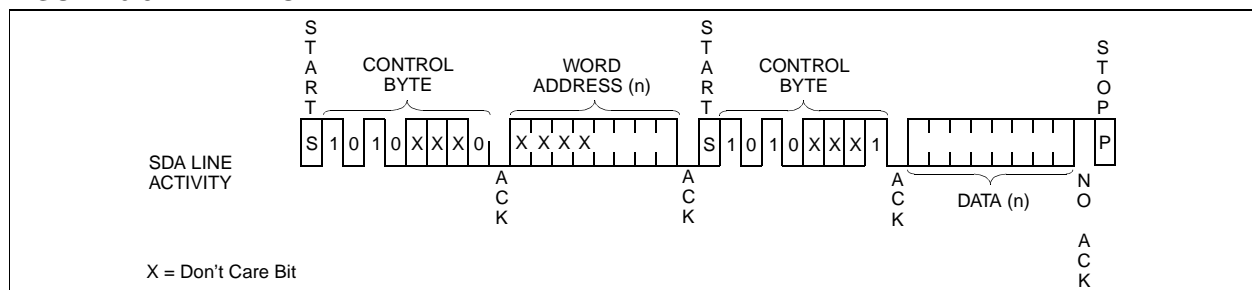 START
CONTROL BYTE
WORD ADDRESS (n)
START
CONTROL BYTE
STOP
SDA LINE ACTIVITY
S 1 0 1 0 X X X 0
X X X X
S 1 0 1 0 X X X 1
P
ACK
ACK
ACK
DATA (n)
NO ACK
X = Don't Care Bit